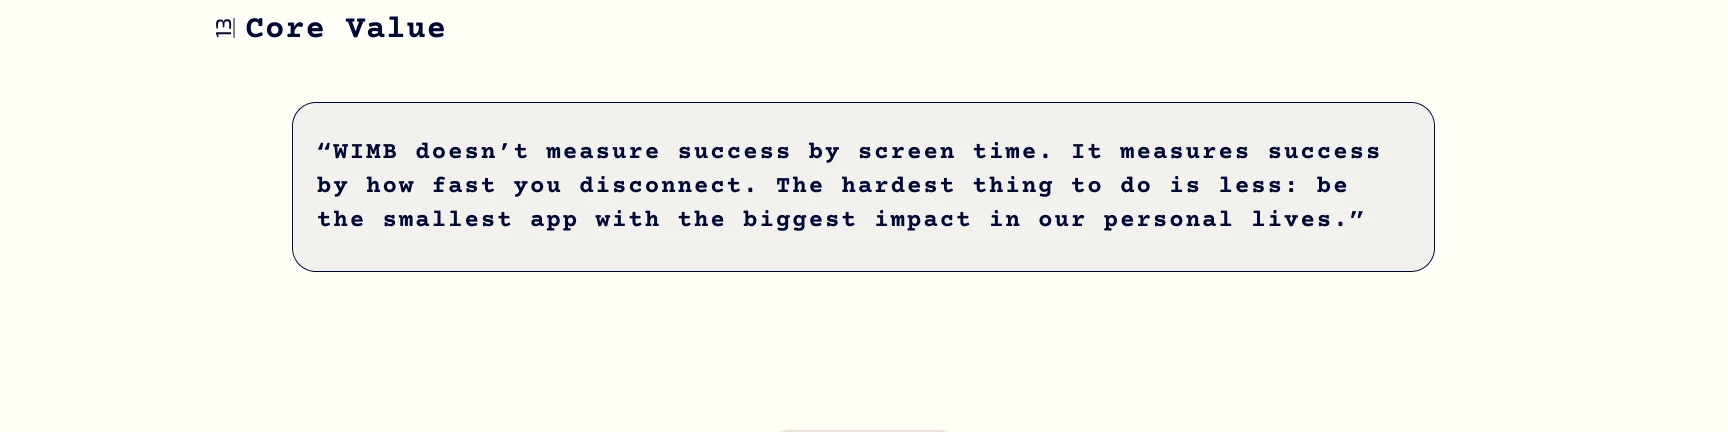 13 Core Value
“WIMB doesn’t measure success by screen time. It measures success
by how fast you disconnect. The hardest thing to do is less: be
the smallest app with the biggest impact in our personal lives.”